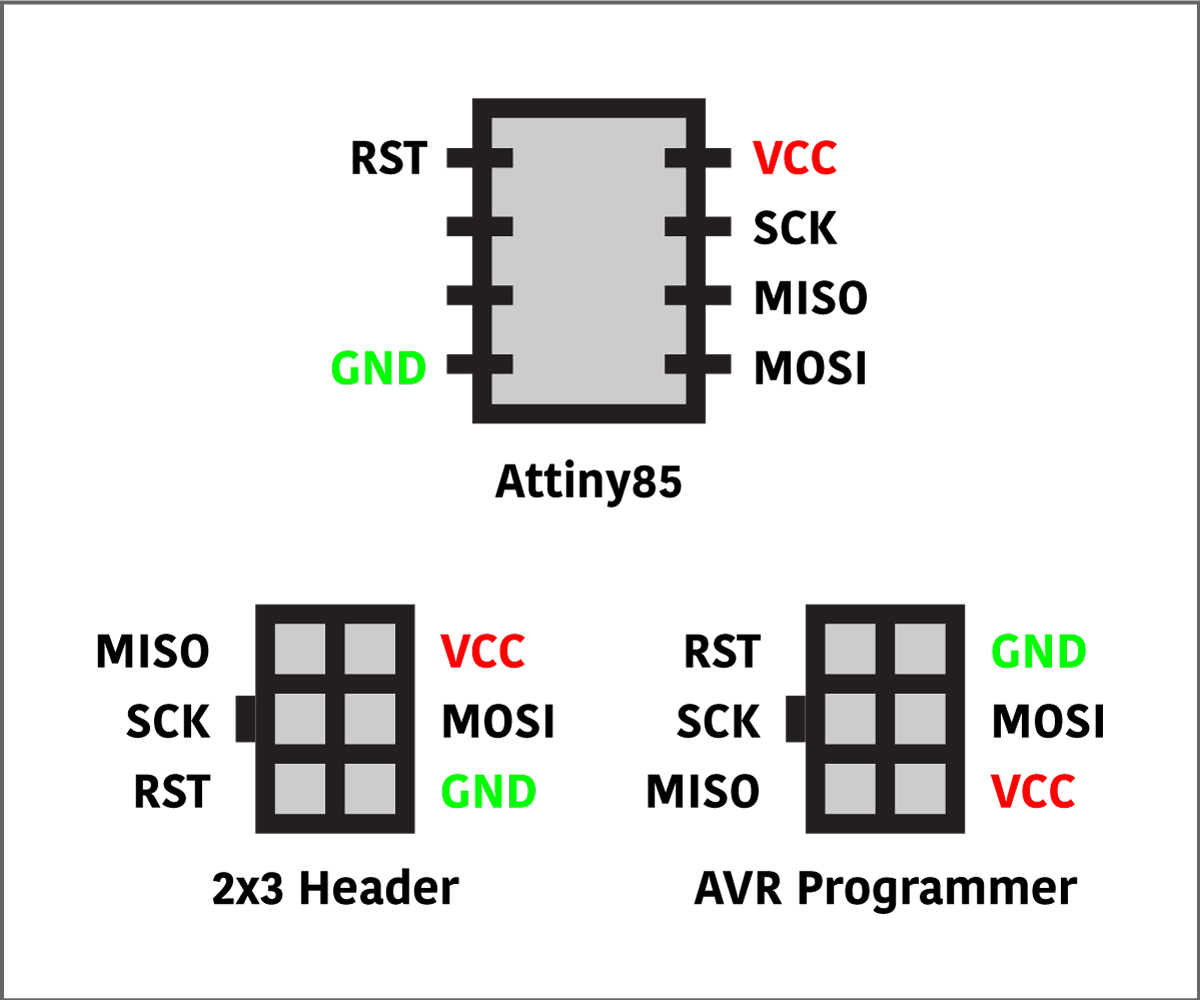 RST VCC
SCK
MISO
GND MOSI
Attiny85
MISO VCC
SCK MOSI
RST GND
2x3 Header
RST GND
SCK MOSI
MISO VCC
AVR Programmer